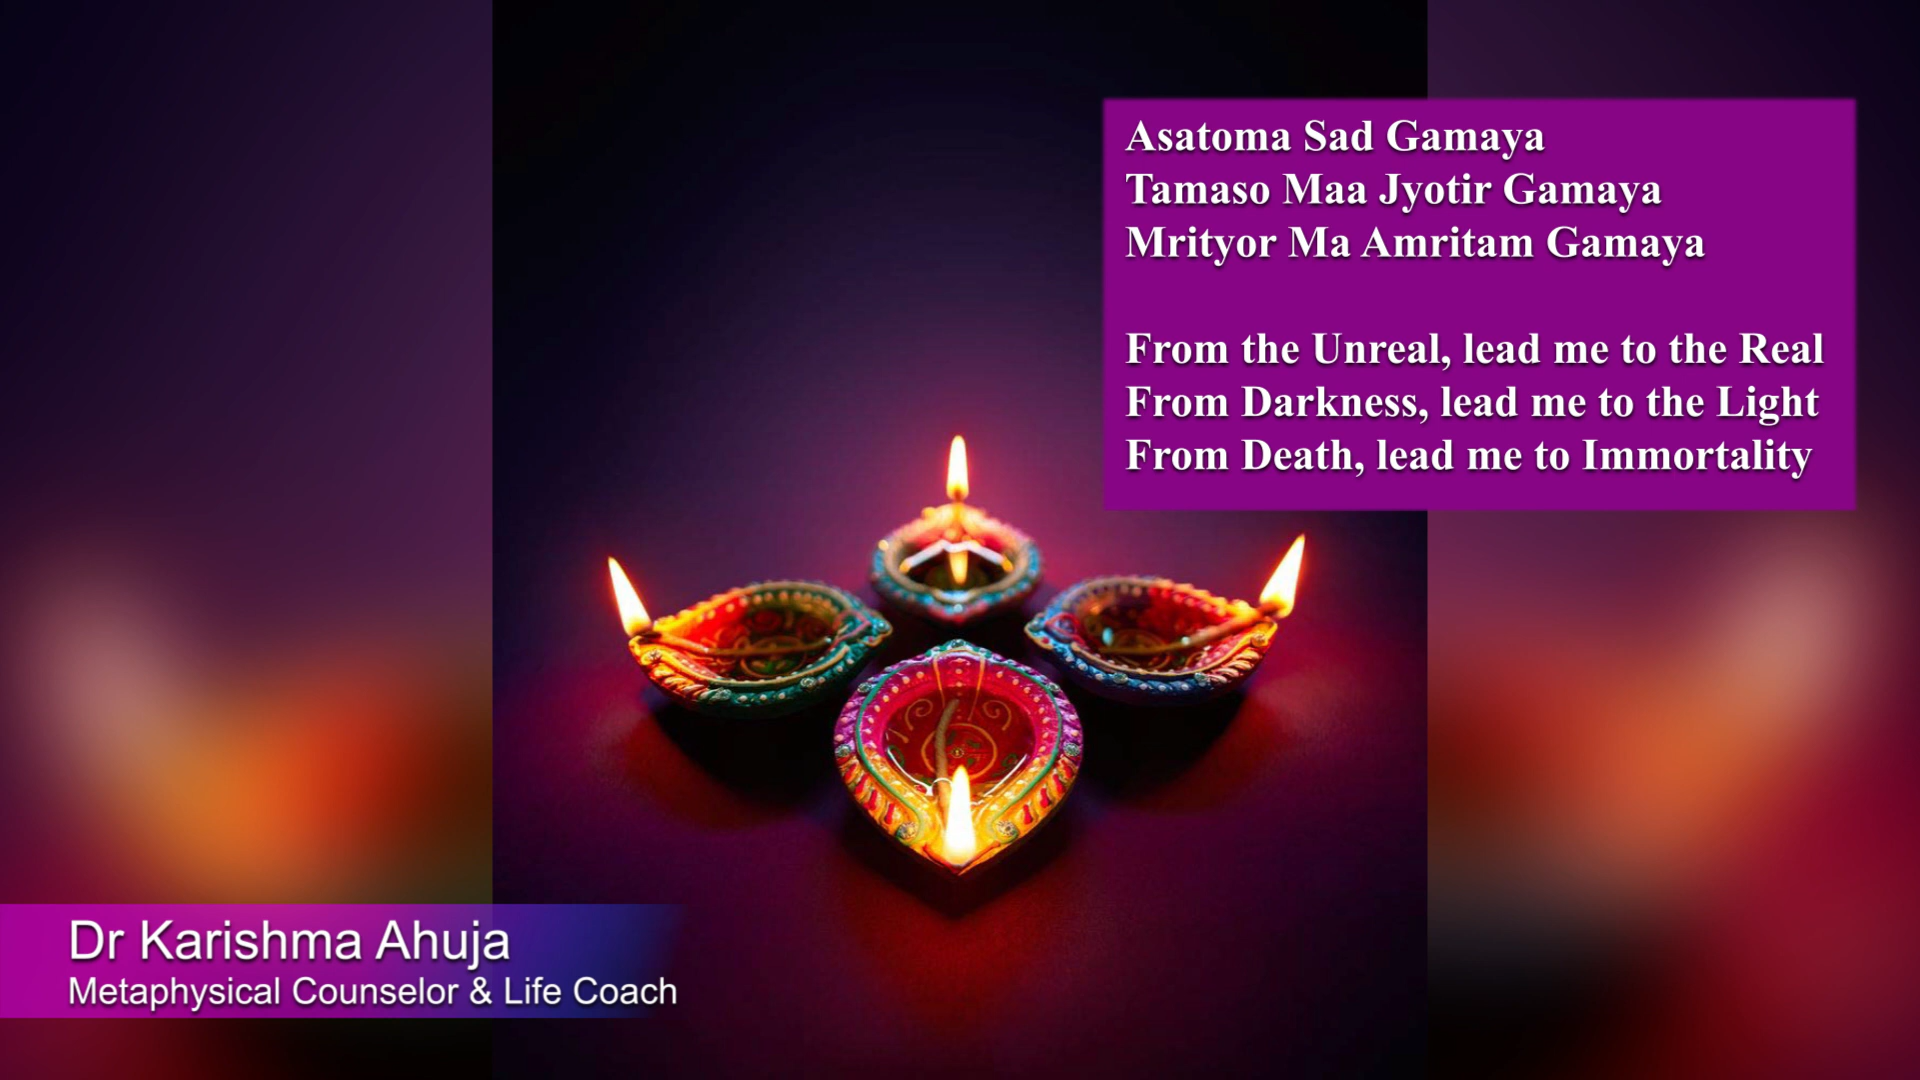 Asatoma Sad Gamaya
Tamaso Maa Jyotir Gamaya
Mrityor Ma Amritam Gamaya
From the Unreal, lead me to the Real
From Darkness, lead me to the Light
From Death, lead me to Immortality
Dr Karishma Ahuja
Metaphysical Counselor & Life Coach